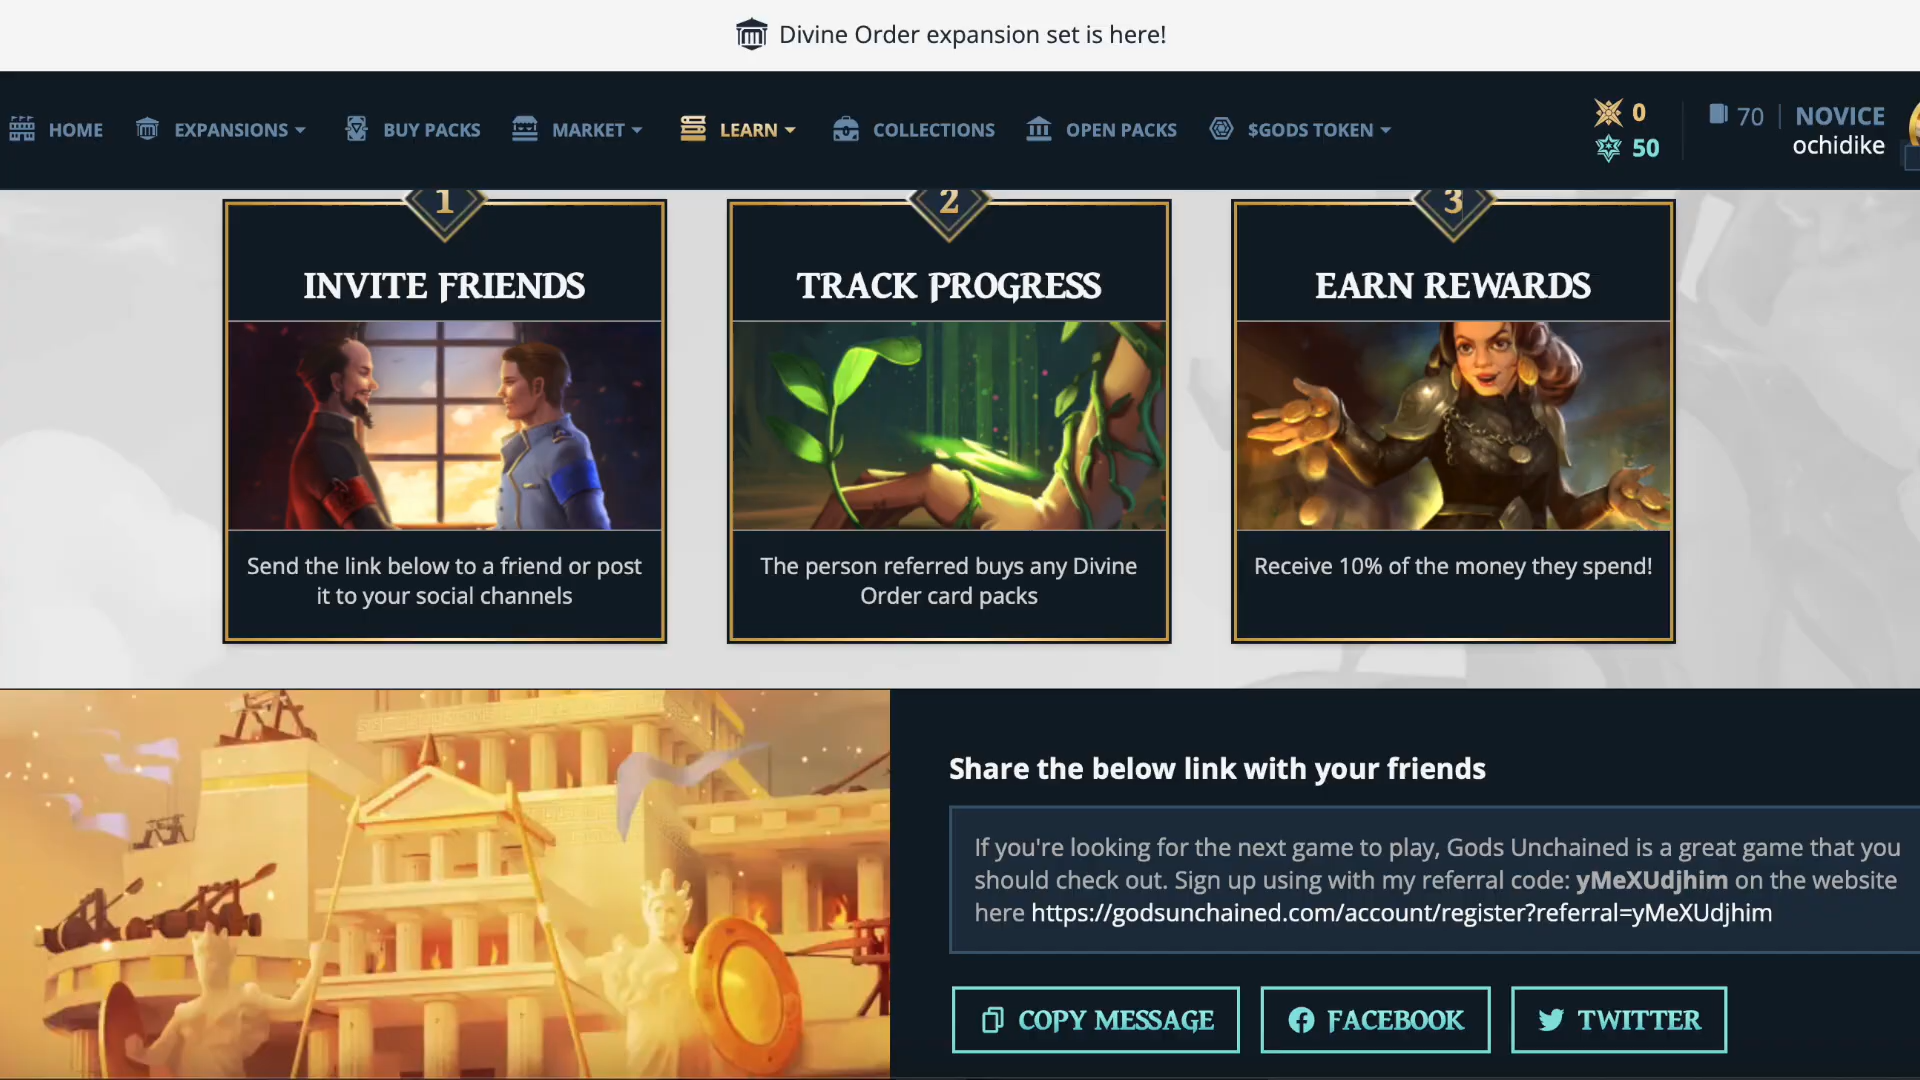 Divine Order expansion set is here!
HOME EXPANSIONS BUY PACKS MARKET LEARN COLLECTIONS OPEN PACKS $GODS TOKEN
0
50
70 NOVICE
ochidike
1
INVITE FRIENDS
Send the link below to a friend or post
it to your social channels
2
TRACK PROGRESS
The person referred buys any Divine
Order card packs
3
EARN REWARDS
Receive 10% of the money they spend!
Share the below link with your friends
If you're looking for the next game to play, Gods Unchained is a great game that you
should check out. Sign up using with my referral code: yMeXUdjhim on the website
here https://godsunchained.com/account/register?referral=yMeXUdjhim
COPY MESSAGE FACEBOOK TWITTER